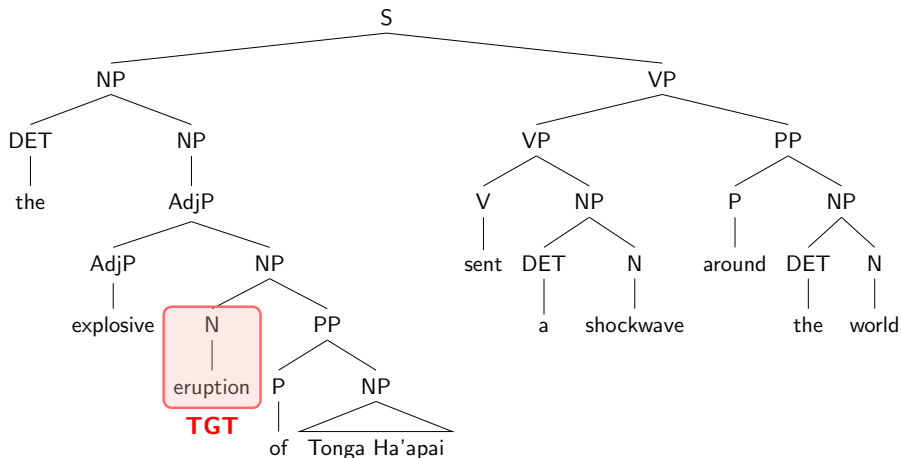 S
NP VP
DET NP VP PP
the AdjP V NP P NP
AdjP NP sent DET N around DET N
explosive N PP a shockwave the world
eruption P NP
TGT
of Tonga Ha'apai